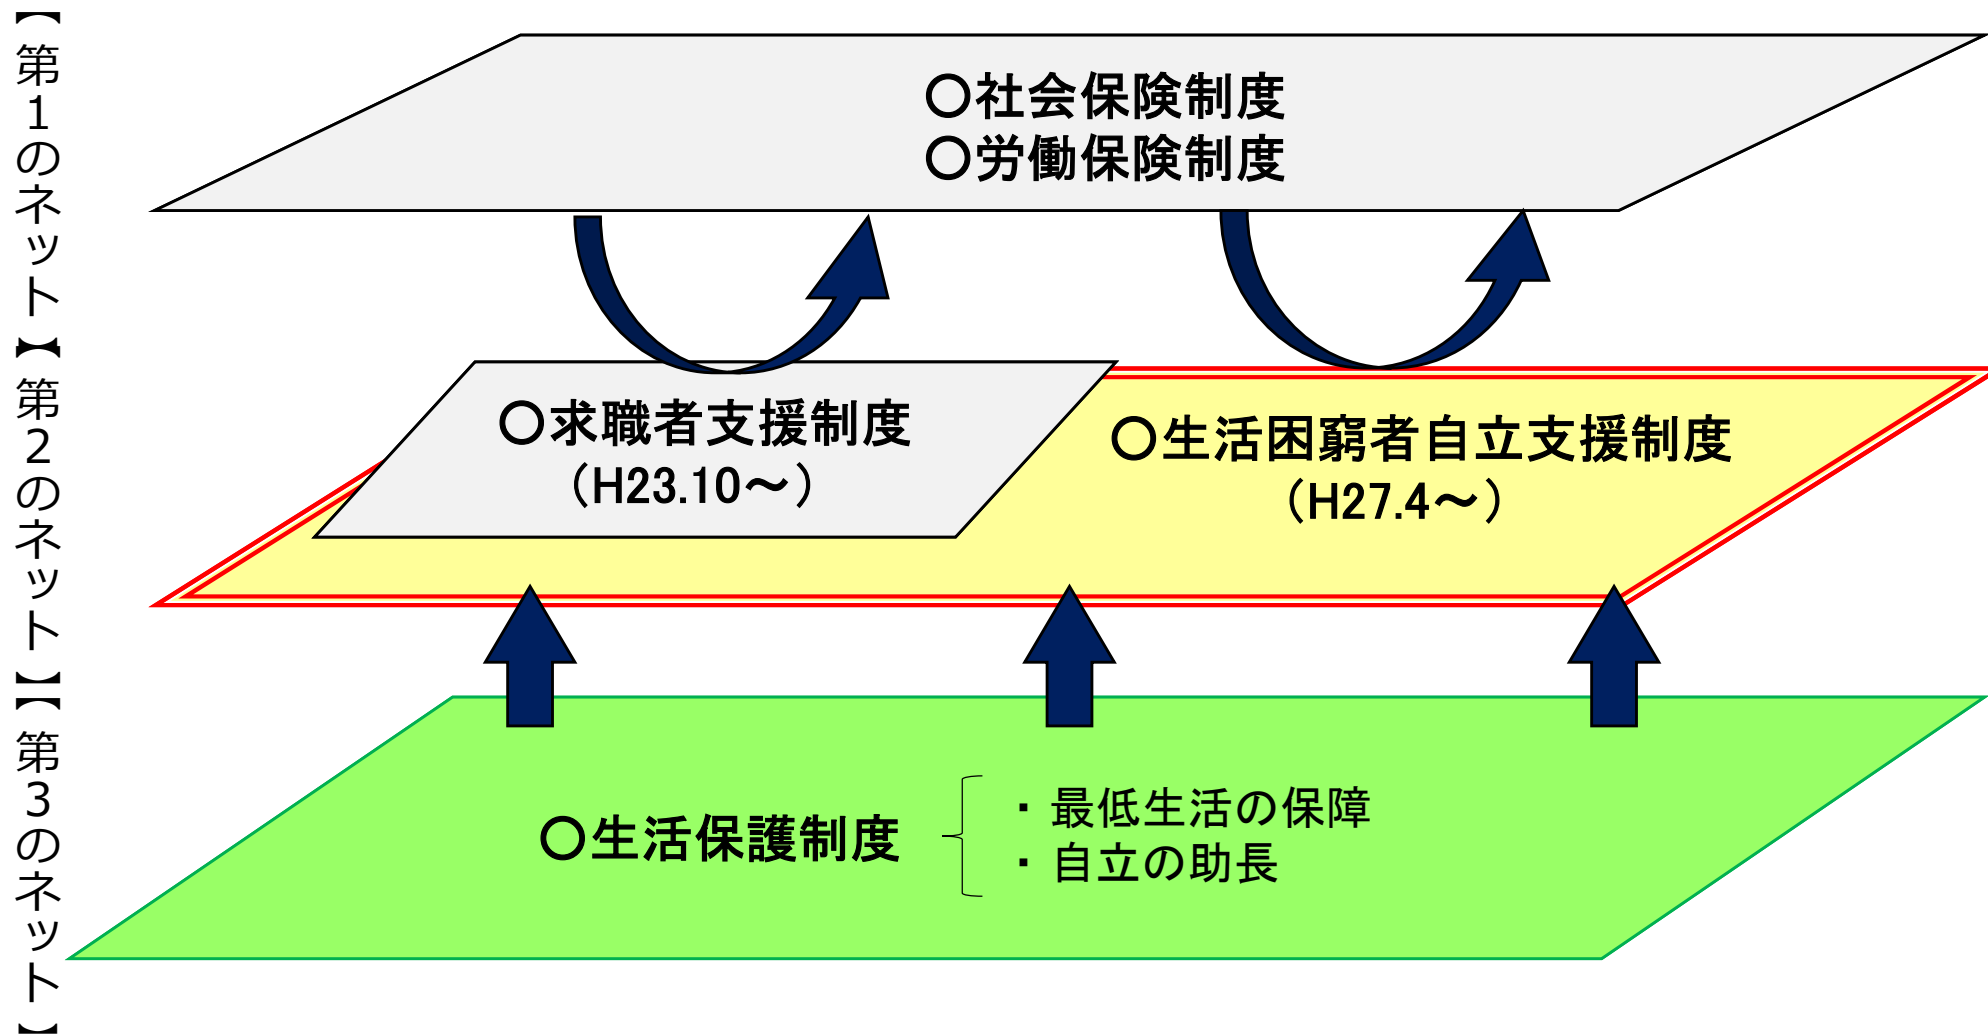 【第１のネット】
○社会保険制度
○労働保険制度
【第２のネット】
○求職者支援制度
（H23.10～）
○生活困窮者自立支援制度
（H27.4～）
【第３のネット】
○生活保護制度
・最低生活の保障
・自立の助長